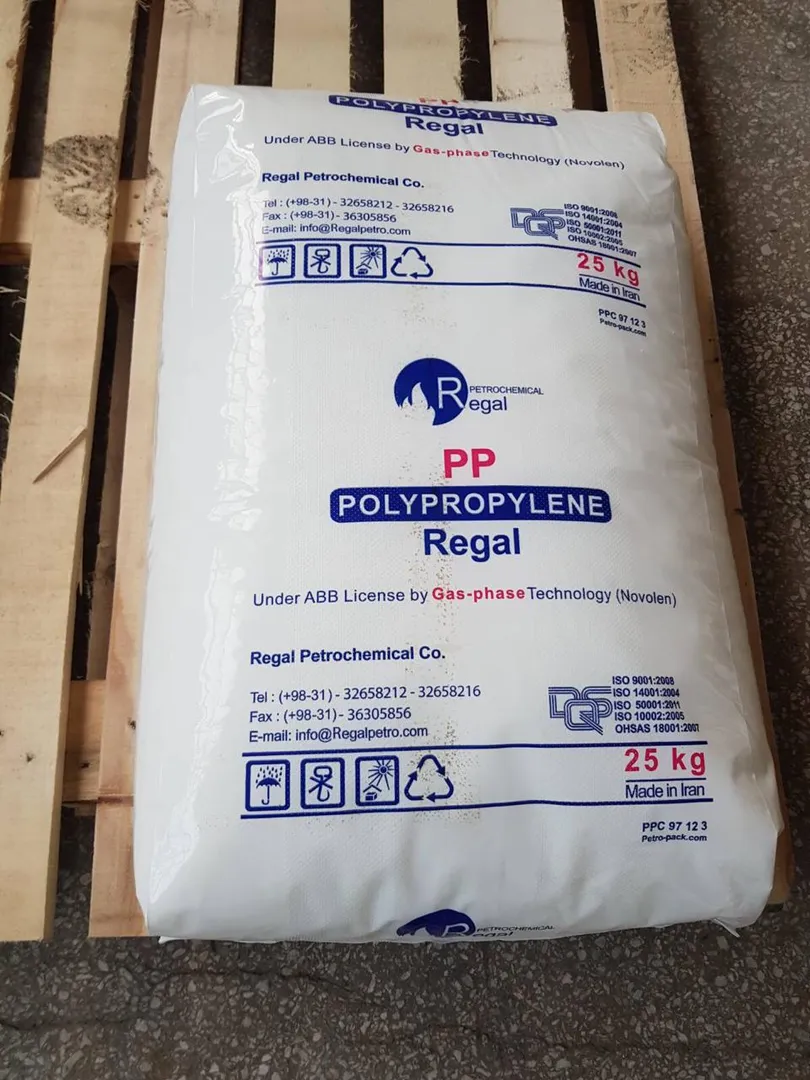 PP
POLYPROPYLENE
Regal
Under ABB License by Gas-phase Technology (Novolen)
Regal Petrochemical Co.
Tel : (+98-31) - 32658212 - 32658216
Fax : (+98-31) - 36305856
E-mail: info@Regalpetro.com
DQS
ISO 9001:2008
ISO 14001:2004
ISO 50001:2011
ISO 10002:2005
OHSAS 18001:2007
25 kg
Made in Iran
PPC 97 12 3
Petro-pack.com
PETROCHEMICAL
Regal
PP
POLYPROPYLENE
Regal
Under ABB License by Gas-phase Technology (Novolen)
Regal Petrochemical Co.
Tel : (+98-31) - 32658212 - 32658216
Fax : (+98-31) - 36305856
E-mail: info@Regalpetro.com
DQS
ISO 9001:2008
ISO 14001:2004
ISO 50001:2011
ISO 10002:2005
OHSAS 18001:2007
25 kg
Made in Iran
PPC 97 12 3
Petro-pack.com
PETROCHEMICAL
Regal